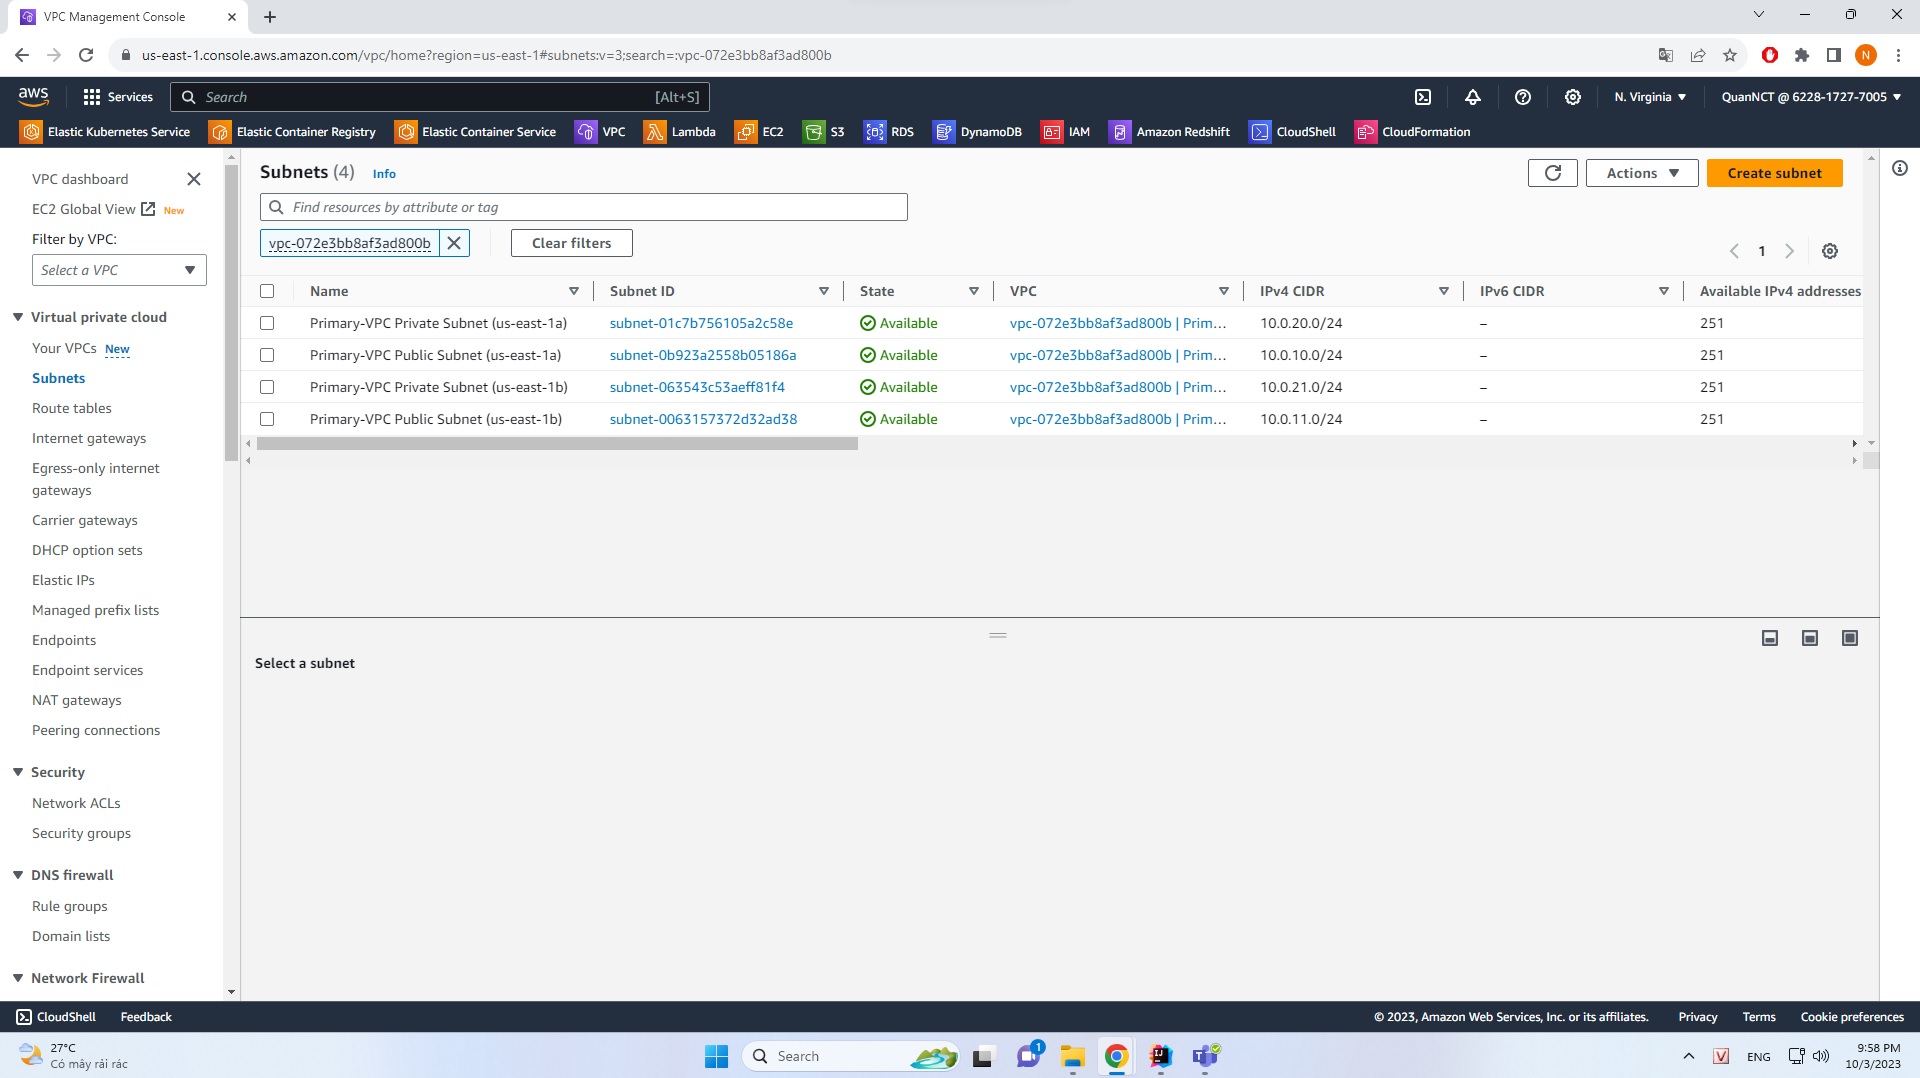 VPC Management Console
us-east-1.console.aws.amazon.com/vpc/home?region=us-east-1#subnets:v=3;search=:vpc-072e3bb8af3ad800b
N
aws
Services
Search
[Alt+S]
N. Virginia
QuanNCT @ 6228-1727-7005
Elastic Kubernetes Service
Elastic Container Registry
Elastic Container Service
VPC
Lambda
EC2
S3
RDS
DynamoDB
IAM
Amazon Redshift
CloudShell
CloudFormation
VPC dashboard
EC2 Global View New
Filter by VPC:
Select a VPC
Virtual private cloud
Your VPCs New
Subnets
Route tables
Internet gateways
Egress-only internet
gateways
Carrier gateways
DHCP option sets
Elastic IPs
Managed prefix lists
Endpoints
Endpoint services
NAT gateways
Peering connections
Security
Network ACLs
Security groups
DNS firewall
Rule groups
Domain lists
Network Firewall
Subnets (4) Info
Actions
Create subnet
Find resources by attribute or tag
vpc-072e3bb8af3ad800b
Clear filters
1
Name Subnet ID State VPC IPv4 CIDR IPv6 CIDR Available IPv4 addresses
Primary-VPC Private Subnet (us-east-1a) subnet-01c7b756105a2c58e Available vpc-072e3bb8af3ad800b | Prim... 10.0.20.0/24 – 251
Primary-VPC Public Subnet (us-east-1a) subnet-0b923a2558b05186a Available vpc-072e3bb8af3ad800b | Prim... 10.0.10.0/24 – 251
Primary-VPC Private Subnet (us-east-1b) subnet-063543c53aeff81f4 Available vpc-072e3bb8af3ad800b | Prim... 10.0.21.0/24 – 251
Primary-VPC Public Subnet (us-east-1b) subnet-0063157372d32ad38 Available vpc-072e3bb8af3ad800b | Prim... 10.0.11.0/24 – 251
Select a subnet
CloudShell
Feedback
© 2023, Amazon Web Services, Inc. or its affiliates.
Privacy
Terms
Cookie preferences
27°C
Có mây rải rác
Search
1
V
ENG
9:58 PM
10/3/2023